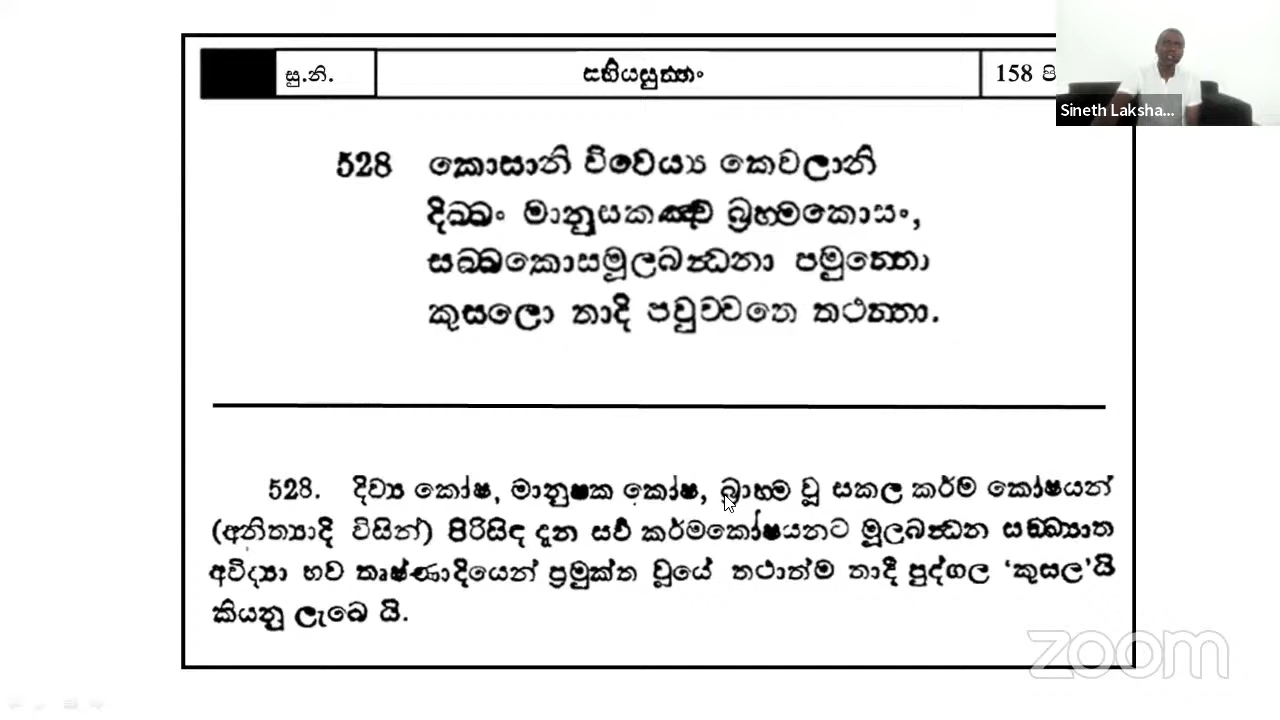 සු.නි.
සභියසුත්තං
158 පි
Sineth Laksha...
528 කොසානි විචෙය්‍ය කෙවලානි
දිබ්බං මානුසකඤ්ච බ්‍රහ්මකොසං,
සබ්බකොසමූලබන්ධනා පමුත්තො
කුසලො තාදි පවුච්චතෙ තථත්තා.
528. දිව්‍ය කෝෂ, මානුෂක කෝෂ, බ්‍රාහ්ම වූ සකල කර්ම කෝෂයන්
(අනිත්‍යාදි විසින්) පිරිසිඳ දැන සර්‍ව කර්මකෝෂයනට මූලබන්ධන සඞ්ඛ්‍යාත
අවිද්‍යා භව තෘෂ්ණාදියෙන් ප්‍රමුක්ත වූයේ තථාත්ම තාදී පුද්ගල ‘කුසල’යි
කියනු ලැබෙ යි.
zoom